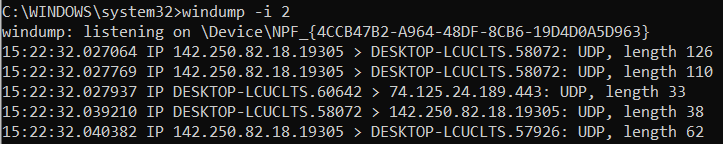 C:\WINDOWS\system32>windump -i 2
windump: listening on \Device\NPF_{4CCB47B2-A964-48DF-8CB6-19D4D0A5D963}
15:22:32.027064 IP 142.250.82.18.19305 > DESKTOP-LCUCLTS.58072: UDP, length 126
15:22:32.027769 IP 142.250.82.18.19305 > DESKTOP-LCUCLTS.58072: UDP, length 110
15:22:32.027937 IP DESKTOP-LCUCLTS.60642 > 74.125.24.189.443: UDP, length 33
15:22:32.039210 IP DESKTOP-LCUCLTS.58072 > 142.250.82.18.19305: UDP, length 38
15:22:32.040382 IP 142.250.82.18.19305 > DESKTOP-LCUCLTS.57926: UDP, length 62